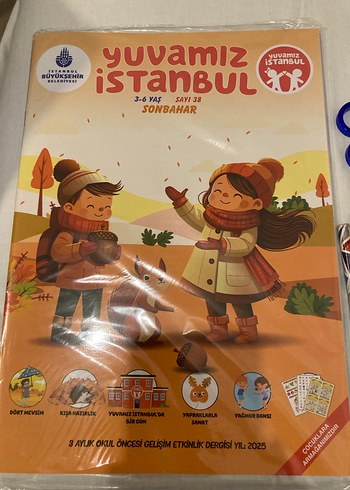 İSTANBUL
BÜYÜKŞEHİR
BELEDİYESİ
YUVAMIZ
İSTANBUL
YUVAMIZ
İSTANBUL
3-6 YAŞ SAYI 38
SONBAHAR
DÖRT MEVSİM
KIŞA HAZIRLIK
YUVAMIZ İSTANBUL'DA
BİR GÜN
YAPRAKLARLA
SANAT
YAĞMUR DANSI
ÇOCUKLARA
ARMAĞANIMIZDIR
3 AYLIK OKUL ÖNCESİ GELİŞİM ETKİNLİK DERGİSİ YIL: 2025